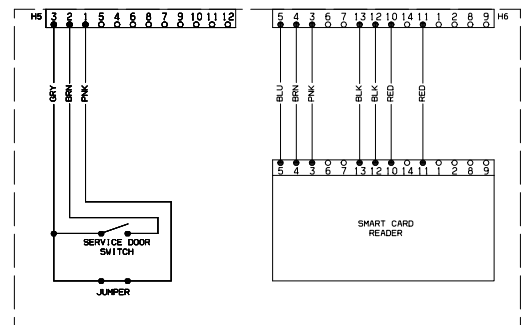 H5 3 2 1 5 4 6 8 7 9 10 11 12
5 4 3 6 7 13 12 10 14 11 1 2 8 9 H6
GRY BRN PNK
BLU BRN PNK BLK BLK RED RED
5 4 3 6 7 13 12 10 14 11 1 2 8 9
SMART CARD
READER
SERVICE DOOR
SWITCH
JUMPER